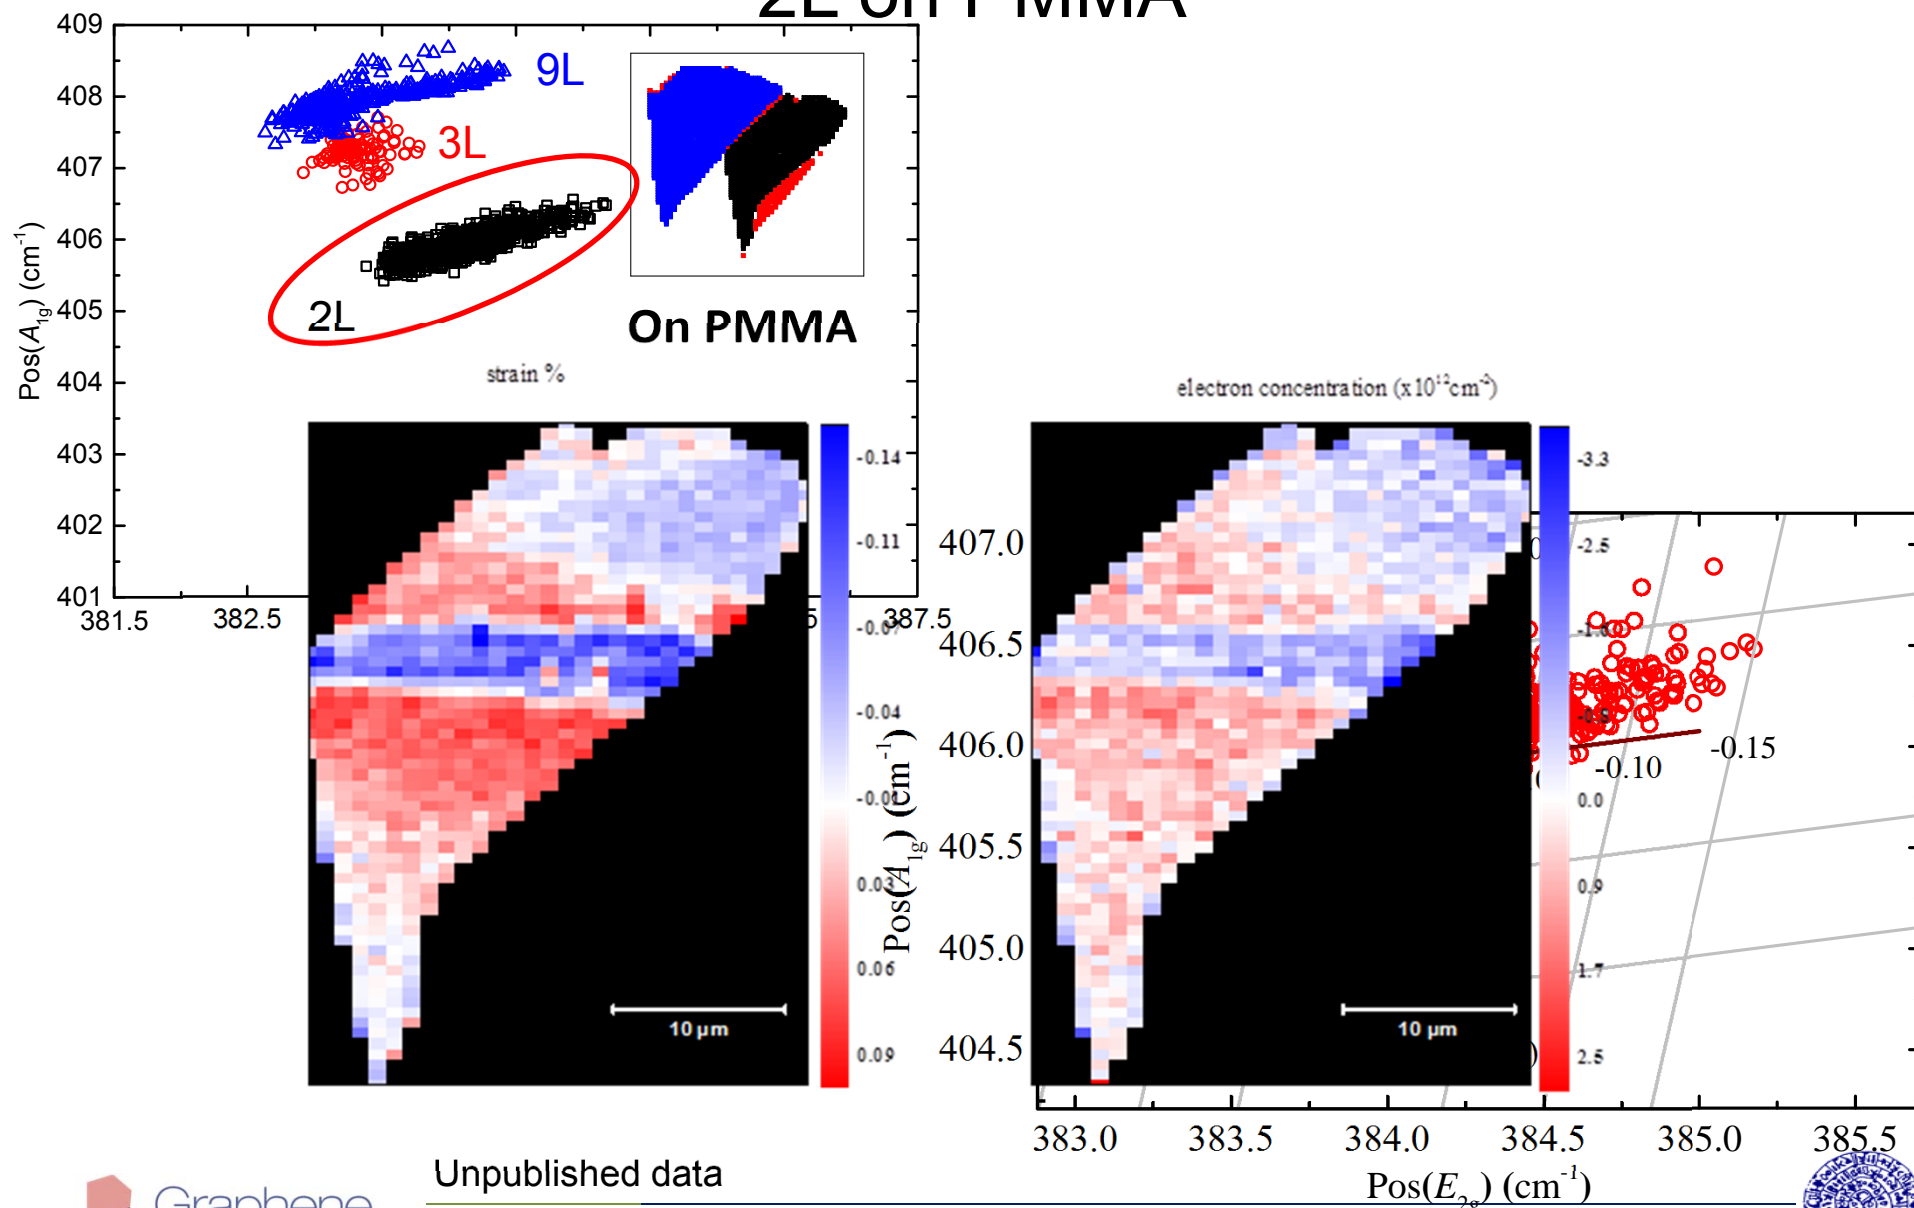 2L on PMMA
409
408
407
406
405
404
403
402
401
Pos(A1g) (cm-1)
381.5
382.5
387.5
9L
3L
2L
On PMMA
strain %
-0.14
-0.11
-0.04
-0.01
0.03
0.06
0.09
10 µm
electron concentration (x10¹²cm⁻²)
-3.3
-2.5
0.0
0.9
1.7
2.5
10 µm
407.0
406.5
406.0
405.5
405.0
404.5
Pos(A1g) (cm-1)
-0.10
-0.15
383.0
383.5
384.0
384.5
385.0
385.5
Pos(E2g) (cm-1)
Unpublished data
Graphene